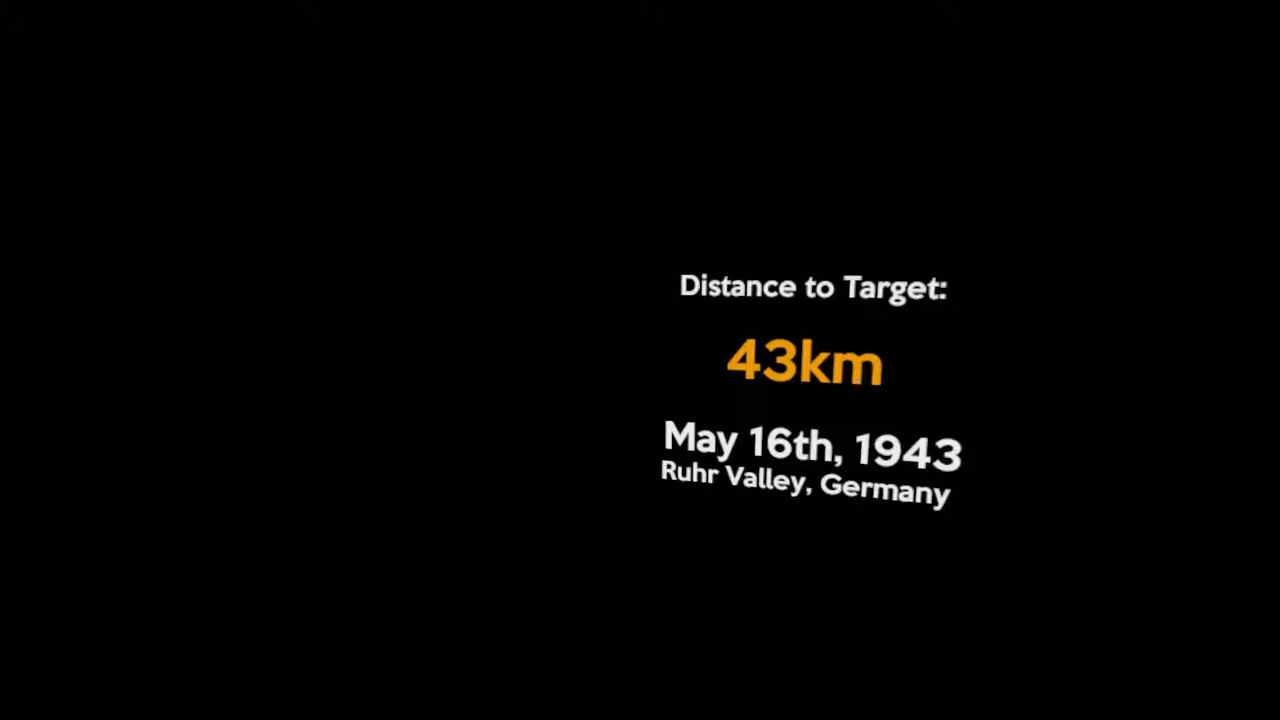 Distance to Target:
43km
May 16th, 1943
Ruhr Valley, Germany